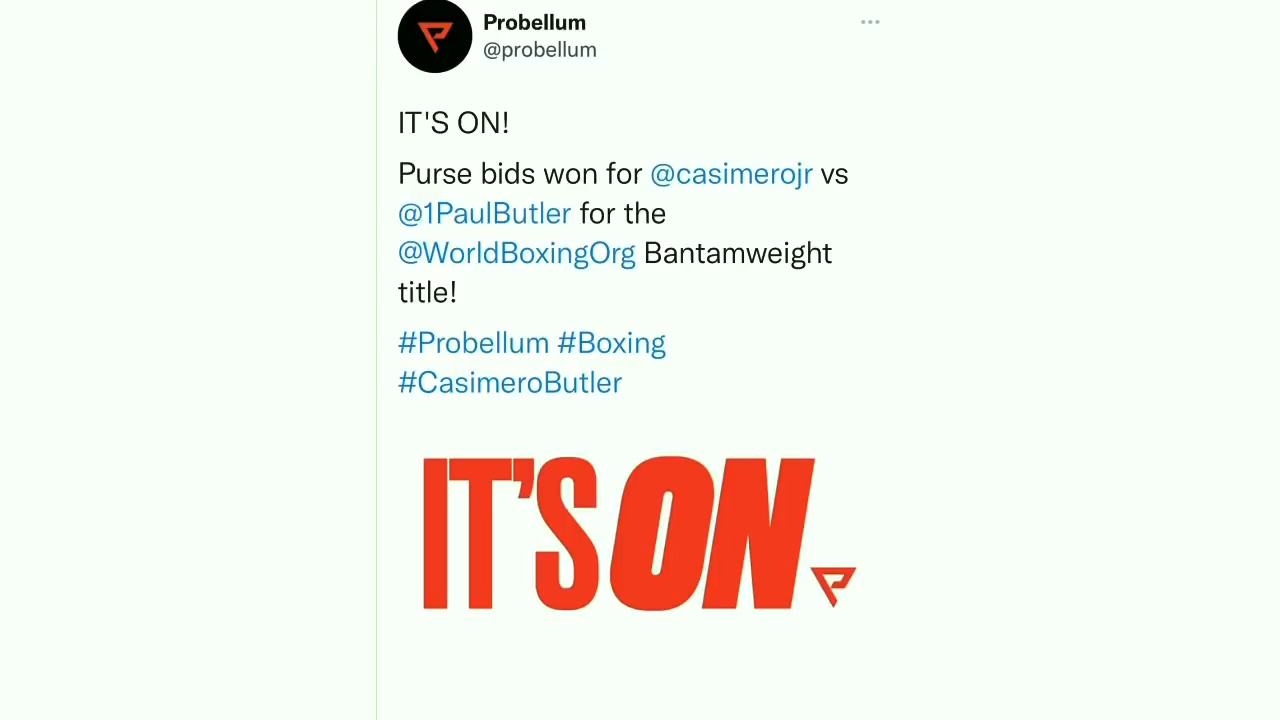 Probellum
@probellum
IT'S ON!
Purse bids won for @casimerojr vs
@1PaulButler for the
@WorldBoxingOrg Bantamweight
title!
#Probellum #Boxing
#CasimeroButler
IT'S ON